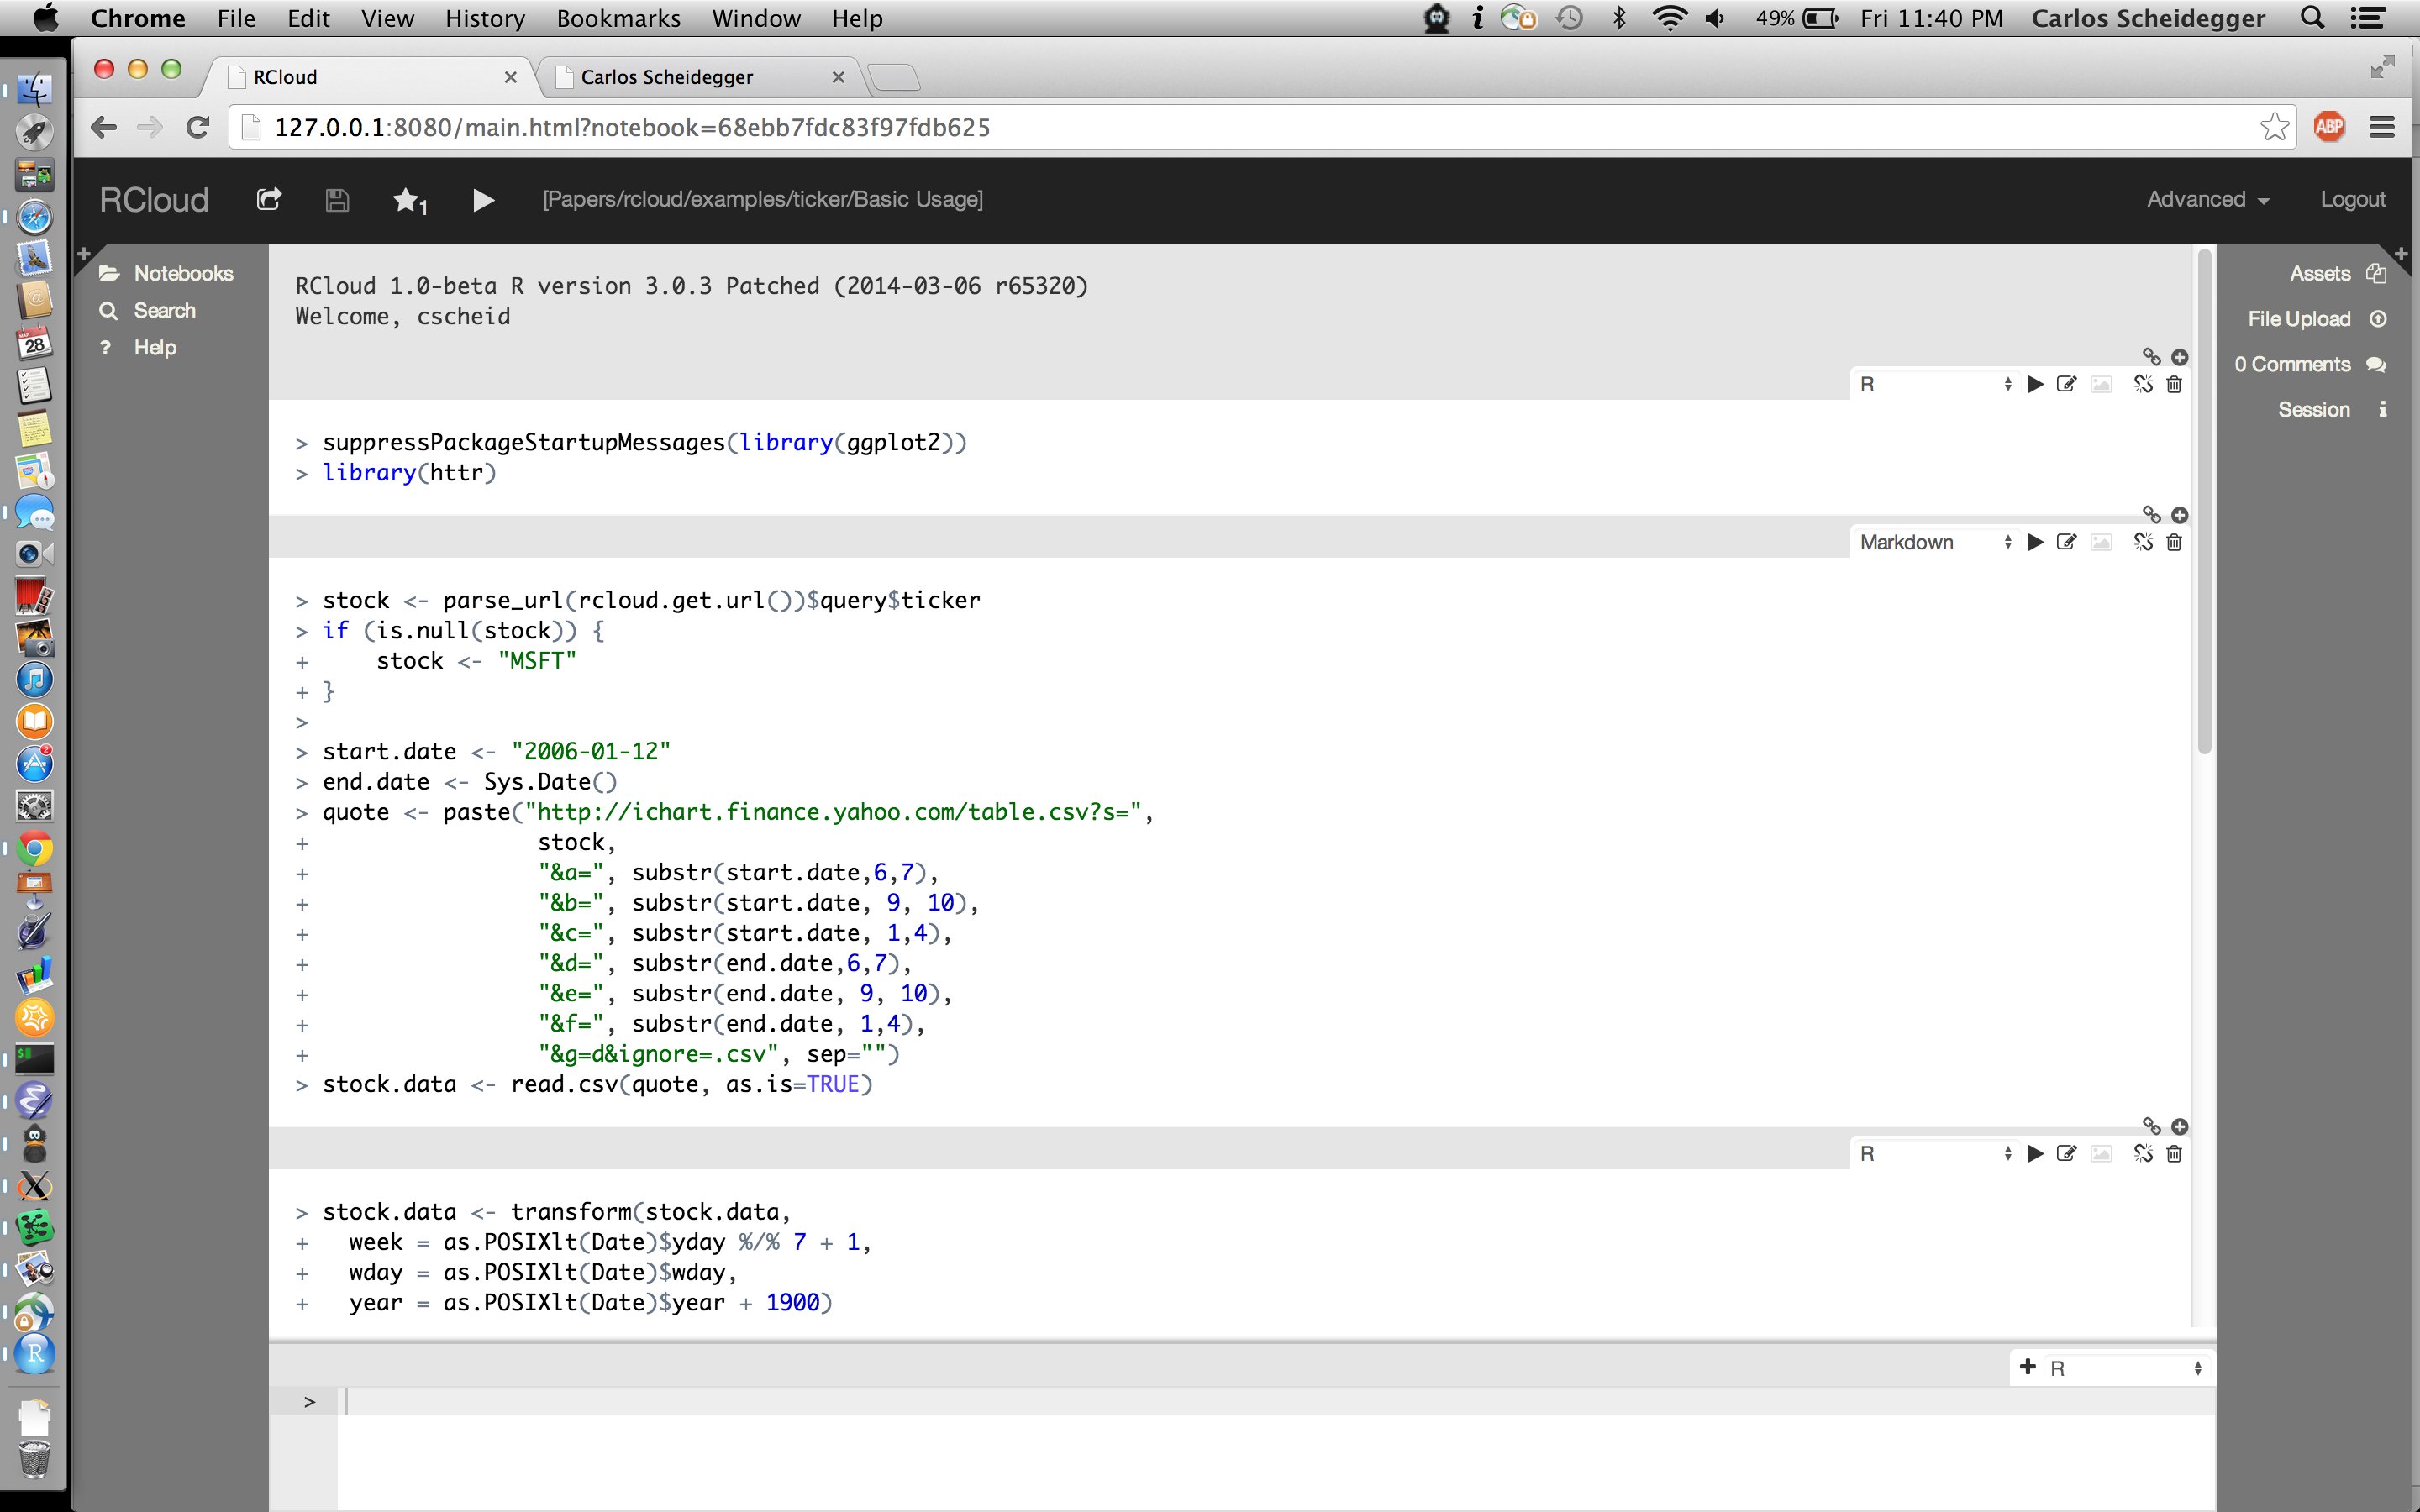 Chrome File Edit View History Bookmarks Window Help 49% Fri 11:40 PM Carlos Scheidegger
RCloud Carlos Scheidegger
127.0.0.1:8080/main.html?notebook=68ebb7fdc83f97fdb625 ABP
RCloud 1 [Papers/rcloud/examples/ticker/Basic Usage] Advanced Logout
Notebooks
Search
? Help
RCloud 1.0-beta R version 3.0.3 Patched (2014-03-06 r65320)
Welcome, cscheid
R
> suppressPackageStartupMessages(library(ggplot2))
> library(httr)
Markdown
> stock <- parse_url(rcloud.get.url())$query$ticker
> if (is.null(stock)) {
+     stock <- "MSFT"
+ }
>
> start.date <- "2006-01-12"
> end.date <- Sys.Date()
> quote <- paste("http://ichart.finance.yahoo.com/table.csv?s=",
+                 stock,
+                 "&a=", substr(start.date,6,7),
+                 "&b=", substr(start.date, 9, 10),
+                 "&c=", substr(start.date, 1,4),
+                 "&d=", substr(end.date,6,7),
+                 "&e=", substr(end.date, 9, 10),
+                 "&f=", substr(end.date, 1,4),
+                 "&g=d&ignore=.csv", sep="")
> stock.data <- read.csv(quote, as.is=TRUE)
R
> stock.data <- transform(stock.data,
+   week = as.POSIXlt(Date)$yday %/% 7 + 1,
+   wday = as.POSIXlt(Date)$wday,
+   year = as.POSIXlt(Date)$year + 1900)
+ R
>
Assets
File Upload
0 Comments
Session i
28
2
R